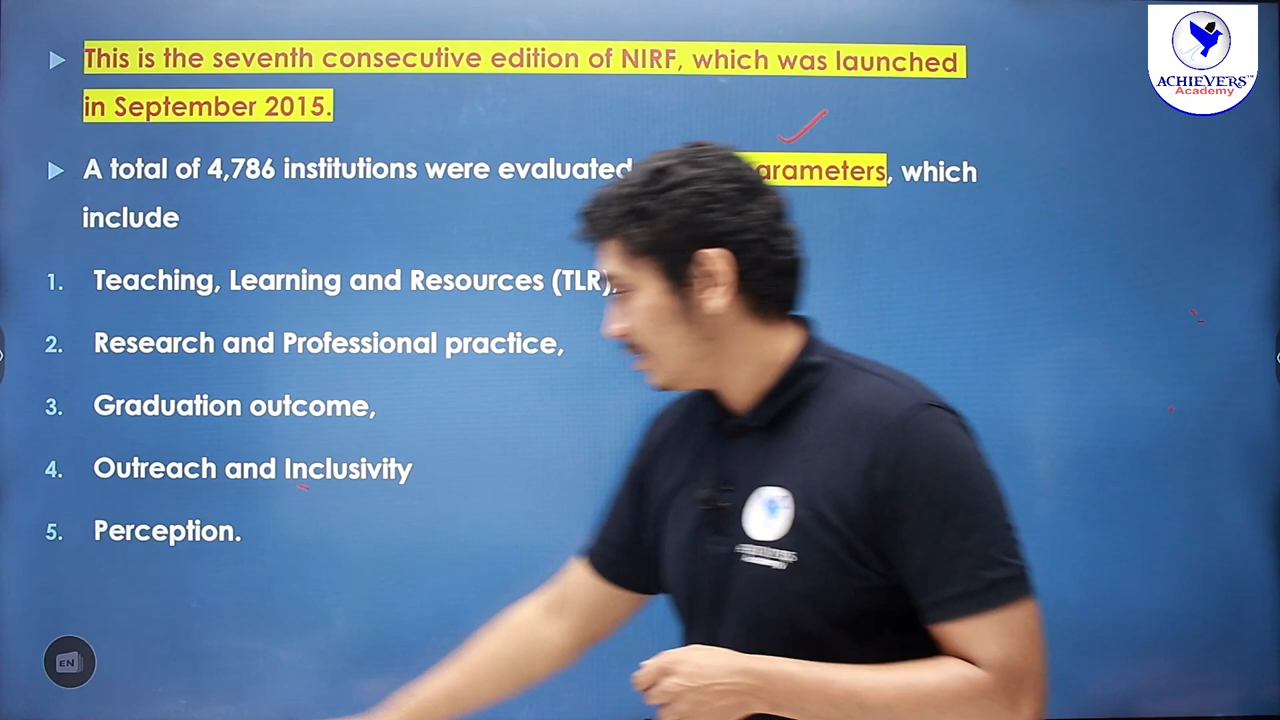 This is the seventh consecutive edition of NIRF, which was launched
in September 2015.
A total of 4,786 institutions were evaluated arameters, which
include
1. Teaching, Learning and Resources (TLR),
2. Research and Professional practice,
3. Graduation outcome,
4. Outreach and Inclusivity
5. Perception.
EN
ACHIEVERS™
Academy